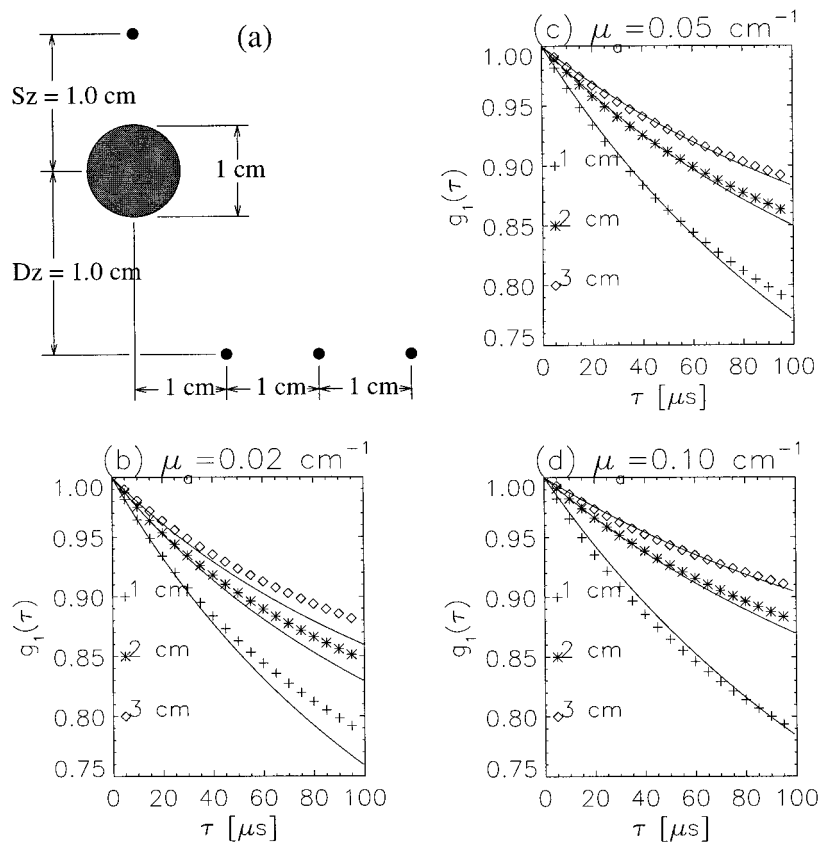 (a)
Sz = 1.0 cm
1 cm
Dz = 1.0 cm
1 cm
1 cm
1 cm
(c) μa=0.05 cm⁻¹
1.00
0.95
0.90
0.85
0.80
0.75
g₁(τ)
+1 cm
∗2 cm
◇3 cm
0 20 40 60 80 100
τ [μs]
(b) μa=0.02 cm⁻¹
1.00
0.95
0.90
0.85
0.80
0.75
g₁(τ)
+1 cm
∗2 cm
◇3 cm
0 20 40 60 80 100
τ [μs]
(d) μa=0.10 cm⁻¹
1.00
0.95
0.90
0.85
0.80
0.75
g₁(τ)
+1 cm
∗2 cm
◇3 cm
0 20 40 60 80 100
τ [μs]